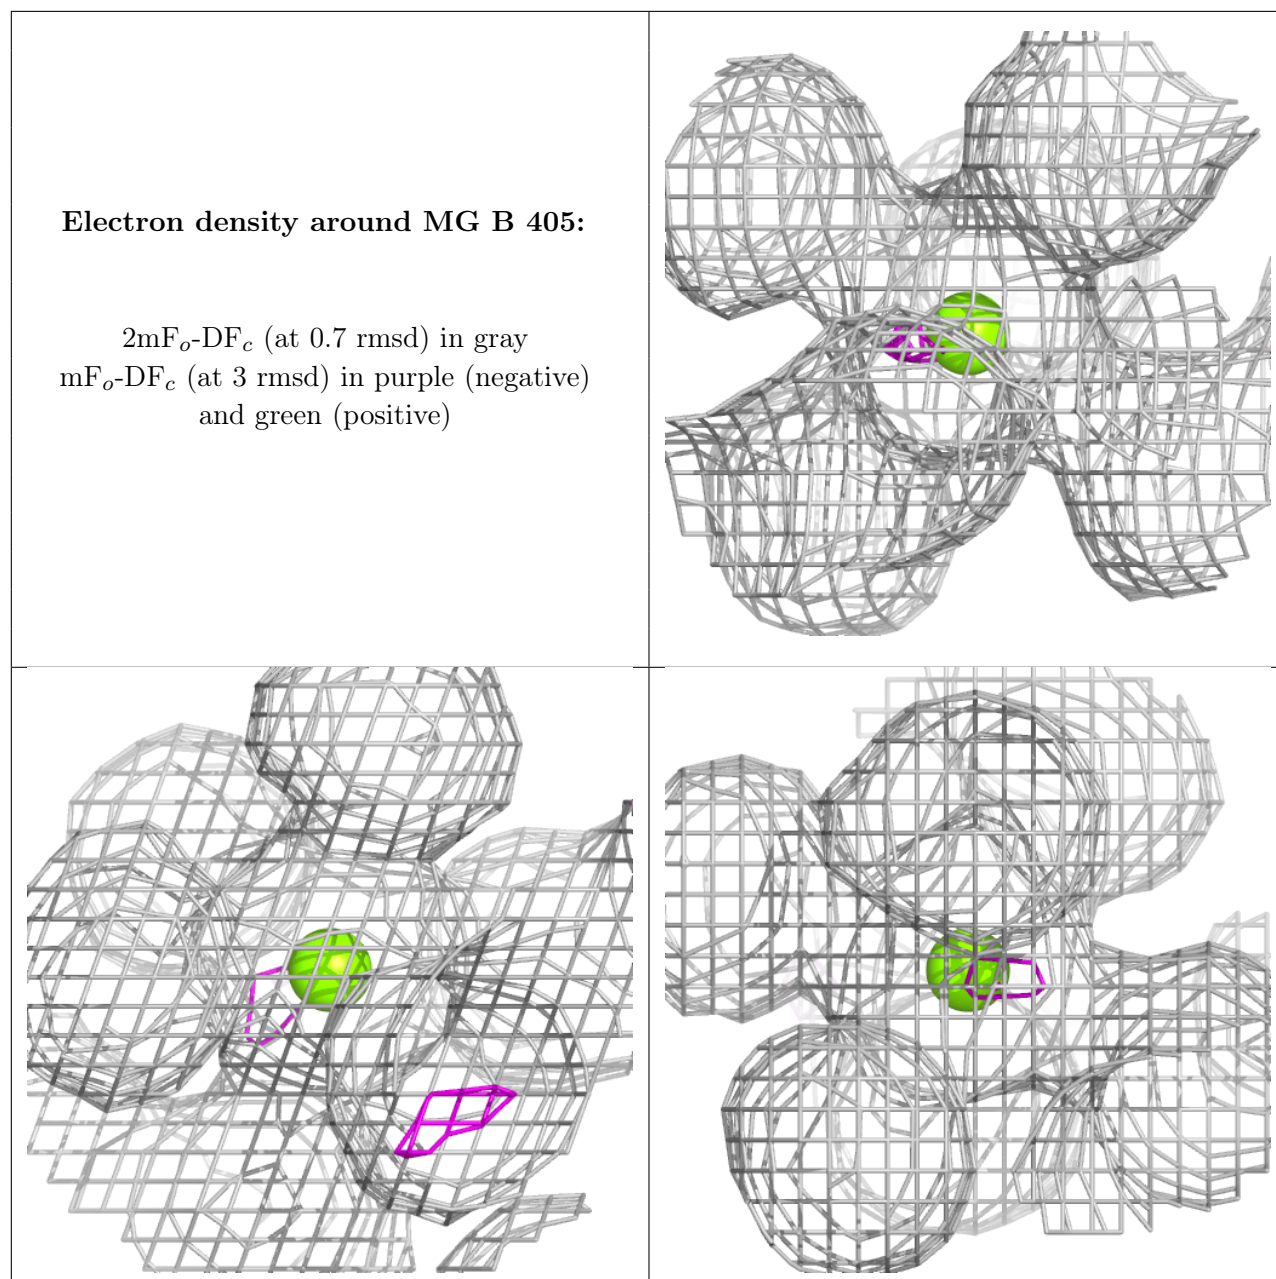 Electron density around MG B 405:
2mFo-DFc (at 0.7 rmsd) in gray
mFo-DFc (at 3 rmsd) in purple (negative)
and green (positive)